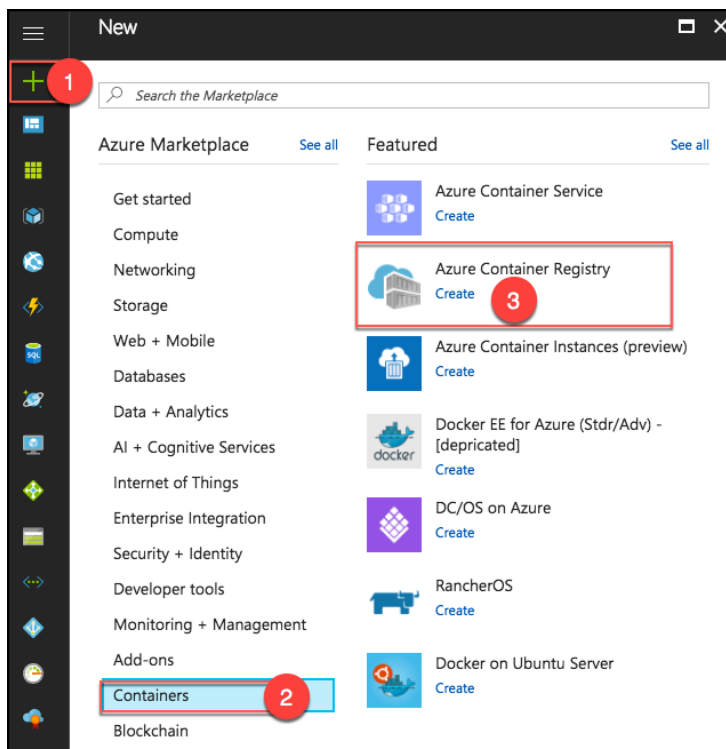 New
1
Search the Marketplace
Azure Marketplace
See all
Get started
Compute
Networking
Storage
Web + Mobile
Databases
Data + Analytics
AI + Cognitive Services
Internet of Things
Enterprise Integration
Security + Identity
Developer tools
Monitoring + Management
Add-ons
Containers
2
Blockchain
Featured
See all
Azure Container Service
Create
Azure Container Registry
Create
3
Azure Container Instances (preview)
Create
docker
Docker EE for Azure (Stdr/Adv) -
[depricated]
Create
DC/OS on Azure
Create
RancherOS
Create
Docker on Ubuntu Server
Create
SQL